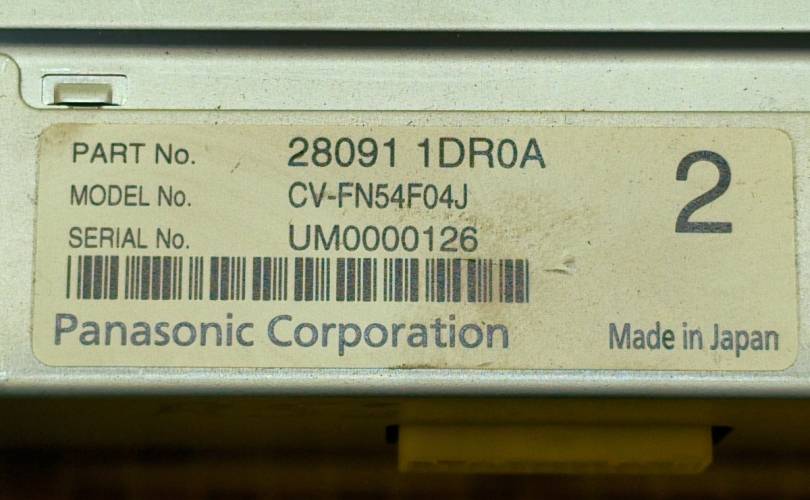 PART No. 28091 1DR0A
2
MODEL No. CV-FN54F04J
SERIAL No. UM0000126
Panasonic Corporation
Made in Japan